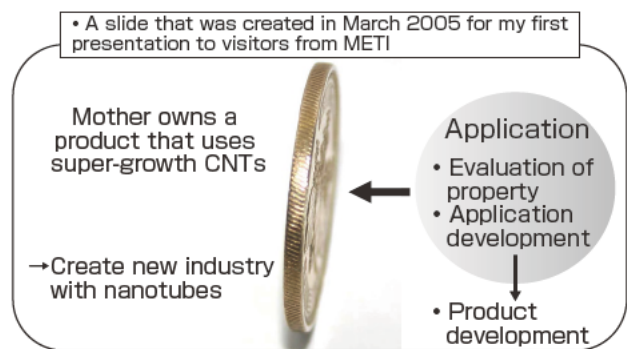 • A slide that was created in March 2005 for my first
presentation to visitors from METI
Mother owns a
product that uses
super-growth CNTs
→Create new industry
with nanotubes
Application
• Evaluation of
property
• Application
development
• Product
development